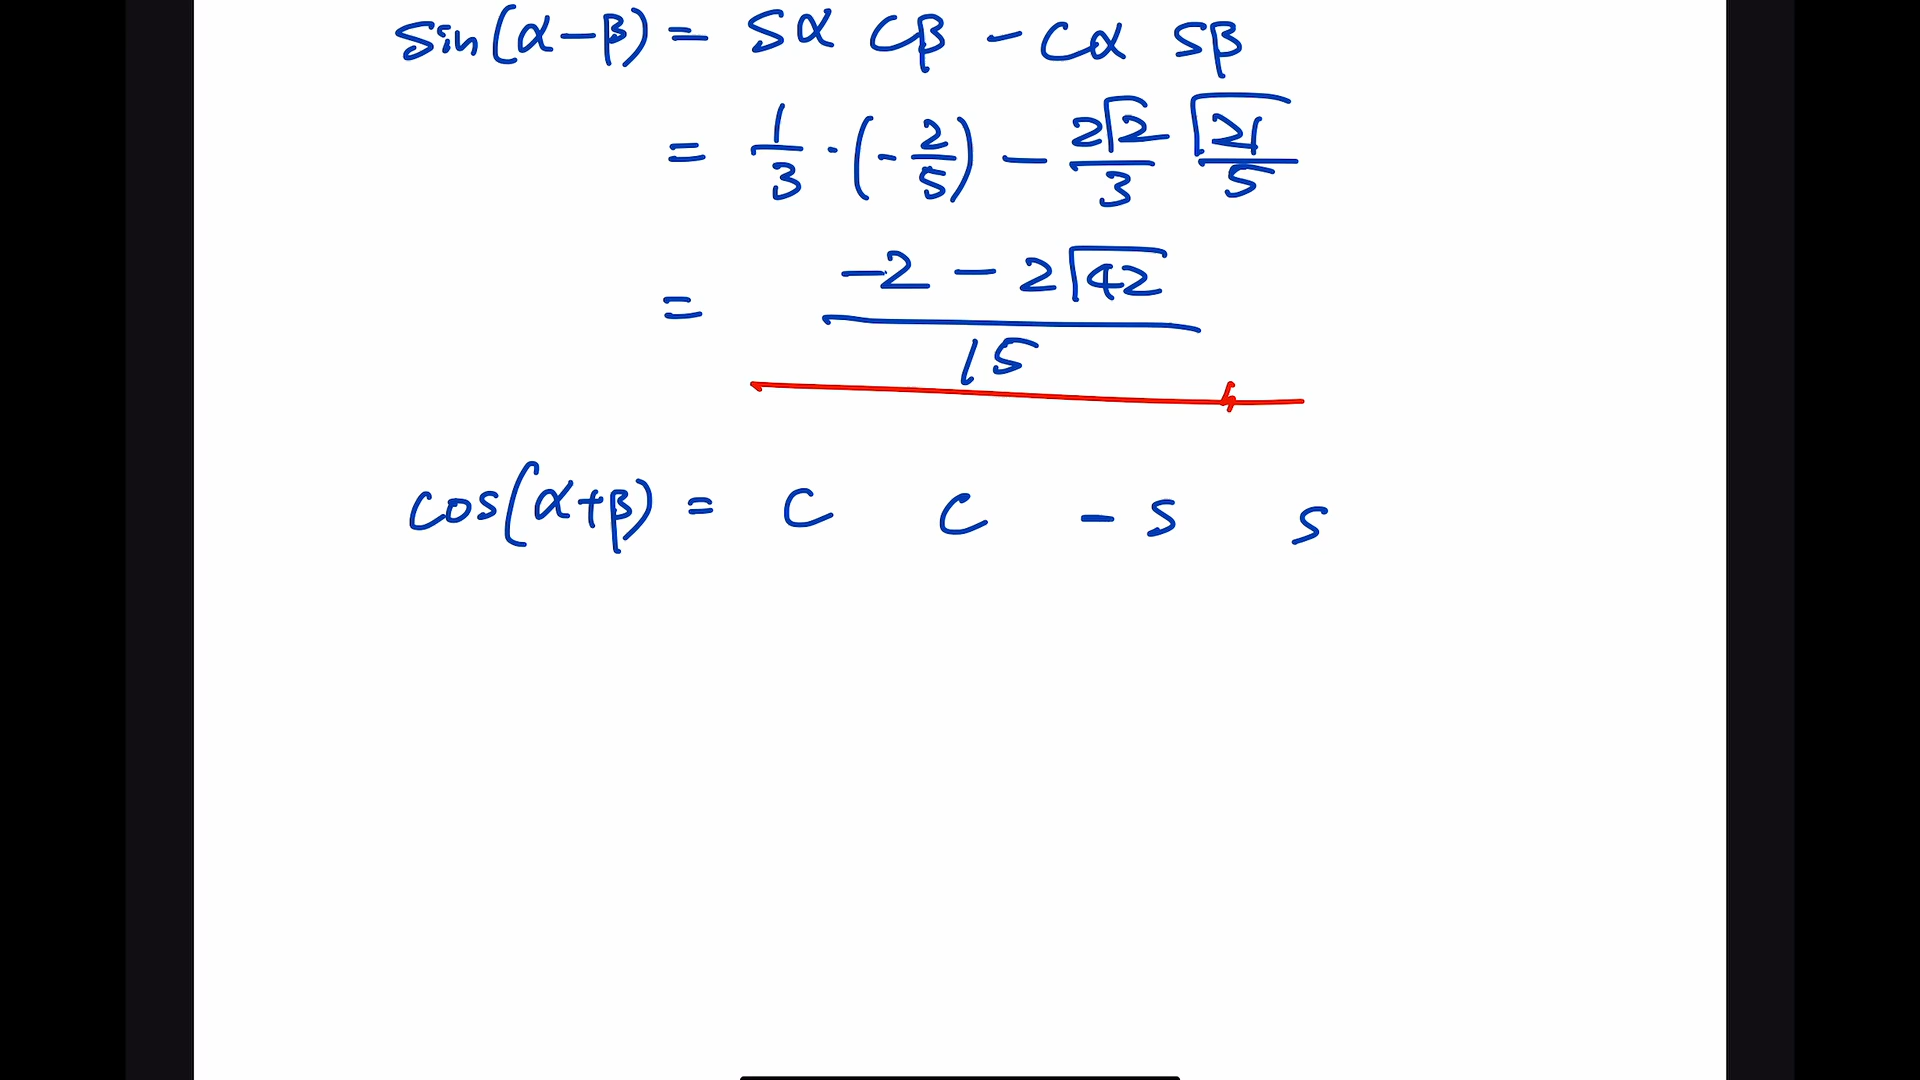 sin(α-β) = Sα Cβ - Cα Sβ
= 1/3 · (-2/5) - 2√2/3 √21/5
= -2 - 2√42 / 15
cos(α+β) = C C - S S